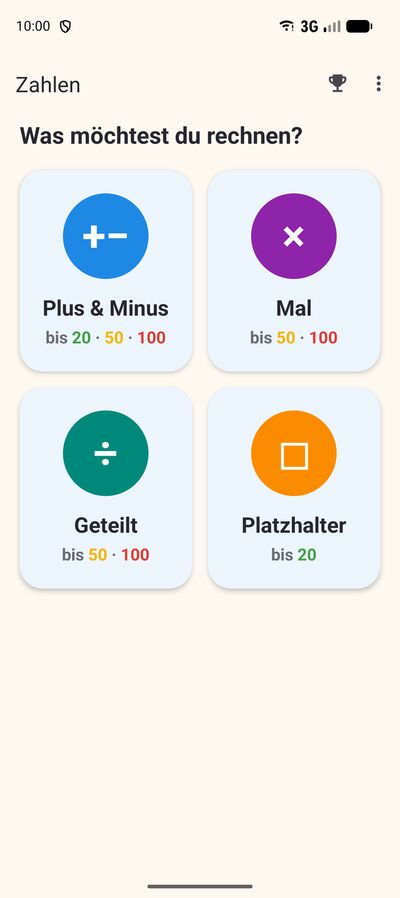 10:00
3G
Zahlen
Was möchtest du rechnen?
+−
×
Plus & Minus
Mal
bis 20 · 50 · 100
bis 50 · 100
÷
□
Geteilt
Platzhalter
bis 50 · 100
bis 20